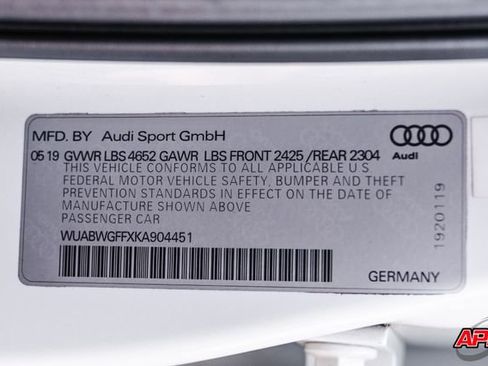 MFD. BY Audi Sport GmbH
Audi
05 19 GVWR LBS 4652 GAWR LBS FRONT 2425 /REAR 2304
THIS VEHICLE CONFORMS TO ALL APPLICABLE U S
FEDERAL MOTOR VEHICLE SAFETY, BUMPER AND THEFT
PREVENTION STANDARDS IN EFFECT ON THE DATE OF
MANUFACTURE SHOWN ABOVE
PASSENGER CAR
WUABWGFFXKA904451
1920119
GERMANY